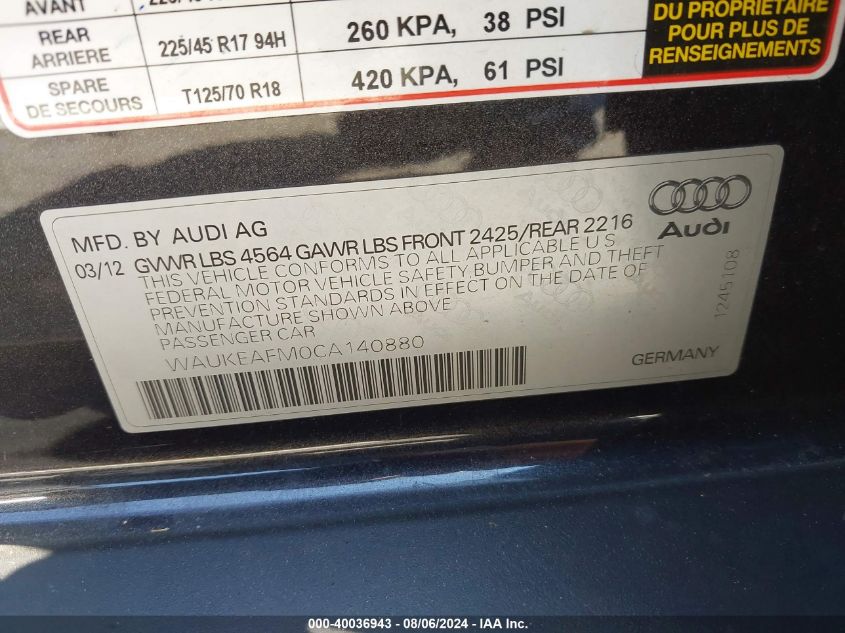 AVANT
REAR
ARRIERE
225/45 R17 94H
260 KPA, 38 PSI
SPARE
DE SECOURS
T125/70 R18
420 KPA, 61 PSI
DU PROPRIÉTAIRE
POUR PLUS DE
RENSEIGNEMENTS
MFD. BY AUDI AG
03/12 GVWR LBS 4564 GAWR LBS FRONT 2425/REAR 2216
THIS VEHICLE CONFORMS TO ALL APPLICABLE U S
FEDERAL MOTOR VEHICLE SAFETY,BUMPER AND THEFT
PREVENTION STANDARDS IN EFFECT ON THE DATE OF
MANUFACTURE SHOWN ABOVE
PASSENGER CAR
WAUKEAFM0CA140880
Audi
1245108
GERMANY
000-40036943 - 08/06/2024 - IAA Inc.